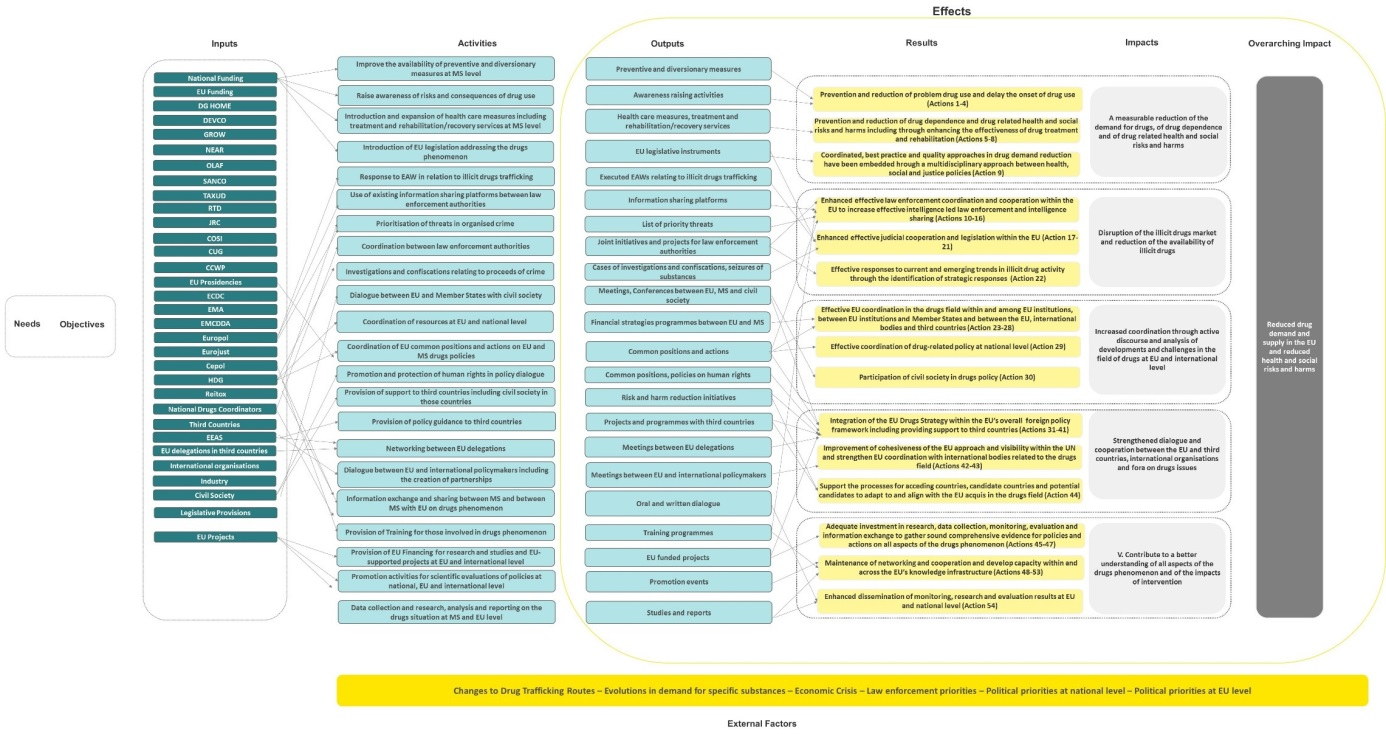 Effects
Inputs
Activities
Outputs
Results
Impacts
Overarching Impact
Needs
Objectives
National Funding
EU Funding
DG HOME
DEVCO
GROW
NEAR
OLAF
SANCO
TAXUD
RTD
JRC
COSI
CUG
CCWP
EU Presidencies
ECDC
EMA
EMCDDA
Europol
Eurojust
Cepol
HDG
Reitox
National Drugs Coordinators
Third Countries
EEAS
EU delegations in third countries
International organisations
Industry
Civil Society
Legislative Provisions
EU Projects
Improve the availability of preventive and diversionary
measures at MS level
Raise awareness of risks and consequences of drug use
Introduction and expansion of health care measures including
treatment and rehabilitation/recovery services at MS level
Introduction of EU legislation addressing the drugs
phenomenon
Response to EAW in relation to illicit drugs trafficking
Use of existing information sharing platforms between law
enforcement authorities
Prioritisation of threats in organised crime
Coordination between law enforcement authorities
Investigations and confiscations relating to proceeds of crime
Dialogue between EU and Member States with civil society
Coordination of resources at EU and national level
Coordination of EU common positions and actions on EU and
MS drugs policies
Promotion and protection of human rights in policy dialogue
Provision of support to third countries including civil society in
those countries
Provision of policy guidance to third countries
Networking between EU delegations
Dialogue between EU and international policymakers including
the creation of partnerships
Information exchange and sharing between MS and between
MS with EU on drugs phenomenon
Provision of Training for those involved in drugs phenomenon
Provision of EU Financing for research and studies and EU-
supported projects at EU and international level
Promotion activities for scientific evaluations of policies at
national, EU and international level
Data collection and research, analysis and reporting on the
drugs situation at MS and EU level
Preventive and diversionary measures
Awareness raising activities
Health care measures, treatment and
rehabilitation/recovery services
EU legislative instruments
Executed EAWs relating to illicit drugs trafficking
Information sharing platforms
List of priority threats
Joint initiatives and projects for law enforcement
authorities
Cases of investigations and confiscations, seizures of
substances
Meetings, Conferences between EU, MS and civil
society
Financial strategies programmes between EU and MS
Common positions and actions
Common positions, policies on human rights
Risk and harm reduction initiatives
Projects and programmes with third countries
Meetings between EU delegations
Meetings between EU and international policymakers
Oral and written dialogue
Training programmes
EU funded projects
Promotion events
Studies and reports
Prevention and reduction of problem drug use and delay the onset of drug use
(Actions 1-4)
Prevention and reduction of drug dependence and drug related health and social
risks and harms including through enhancing the effectiveness of drug treatment
and rehabilitation (Actions 5-8)
Coordinated, best practice and quality approaches in drug demand reduction
have been embedded through a multidisciplinary approach between health,
social and justice policies (Action 9)
Enhanced effective law enforcement coordination and cooperation within the
EU to increase effective intelligence led law enforcement and intelligence
sharing (Actions 10-16)
Enhanced effective judicial cooperation and legislation within the EU (Action 17-
21)
Effective responses to current and emerging trends in illicit drug activity
through the identification of strategic responses (Action 22)
Effective EU coordination in the drugs field within and among EU institutions,
between EU institutions and Member States and between the EU, international
bodies and third countries (Action 23-28)
Effective coordination of drug-related policy at national level (Action 29)
Participation of civil society in drugs policy (Action 30)
Integration of the EU Drugs Strategy within the EU's overall foreign policy
framework including providing support to third countries (Actions 31-41)
Improvement of cohesiveness of the EU approach and visibility within the UN
and strengthen EU coordination with international bodies related to the drugs
field (Actions 42-43)
Support the processes for acceding countries, candidate countries and potential
candidates to adapt to and align with the EU acquis in the drugs field (Action 44)
Adequate investment in research, data collection, monitoring, evaluation and
information exchange to gather sound comprehensive evidence for policies and
actions on all aspects of the drugs phenomenon (Actions 45-47)
Maintenance of networking and cooperation and develop capacity within and
across the EU's knowledge infrastructure (Actions 48-53)
Enhanced dissemination of monitoring, research and evaluation results at EU
and national level (Action 54)
A measurable reduction of the
demand for drugs, of drug dependence
and of drug related health and social
risks and harms
Disruption of the illicit drugs market
and reduction of the availability of
illicit drugs
Increased coordination through active
discourse and analysis of
developments and challenges in the
field of drugs at EU and international
level
Strengthened dialogue and
cooperation between the EU and third
countries, international organisations
and fora on drugs issues
V. Contribute to a better
understanding of all aspects of the
drugs phenomenon and of the impacts
of intervention
Reduced drug
demand and
supply in the EU
and reduced
health and social
risks and harms
Changes to Drug Trafficking Routes – Evolutions in demand for specific substances – Economic Crisis – Law enforcement priorities – Political priorities at national level – Political priorities at EU level
External Factors